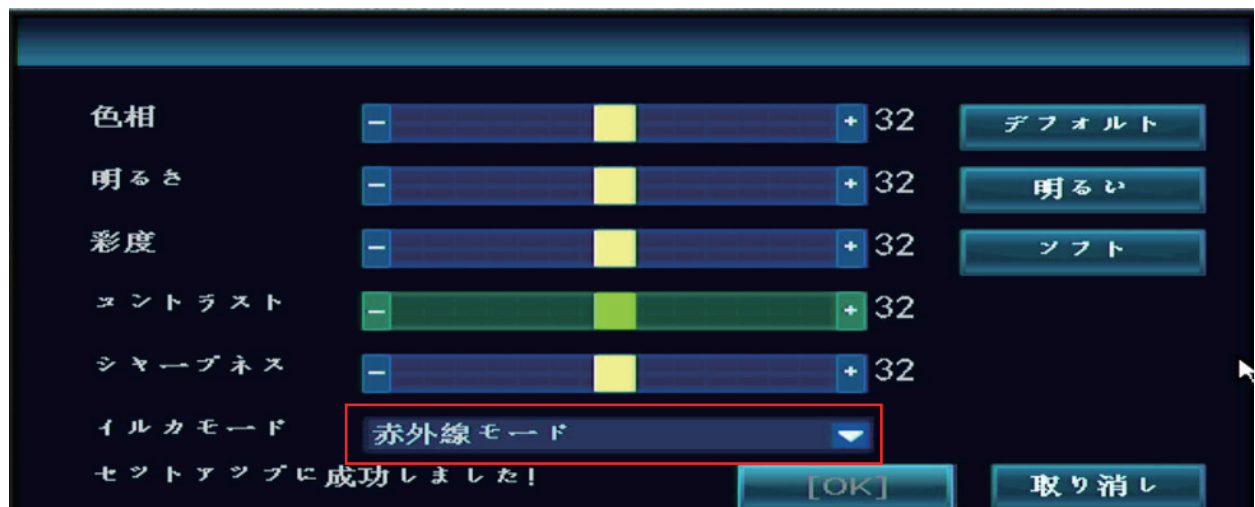 色相 − + 32 デフォルト
明るさ − + 32 明るい
彩度 − + 32 ソフト
コントラスト − + 32
シャープネス − + 32
イルカモード 赤外線モード
セットアップに成功しました!
[OK] 取り消し